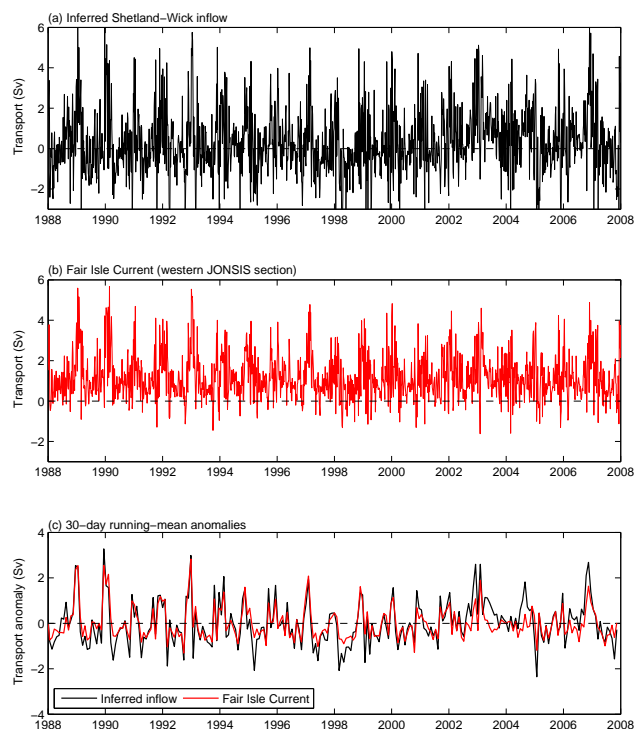 (a) Inferred Shetland−Wick inflow
Transport (Sv)
6
4
2
0
−2
1988 1990 1992 1994 1996 1998 2000 2002 2004 2006 2008
(b) Fair Isle Current (western JONSIS section)
Transport (Sv)
6
4
2
0
−2
1988 1990 1992 1994 1996 1998 2000 2002 2004 2006 2008
(c) 30−day running−mean anomalies
Transport anomaly (Sv)
4
2
0
−2
−4
Inferred inflow Fair Isle Current
1988 1990 1992 1994 1996 1998 2000 2002 2004 2006 2008